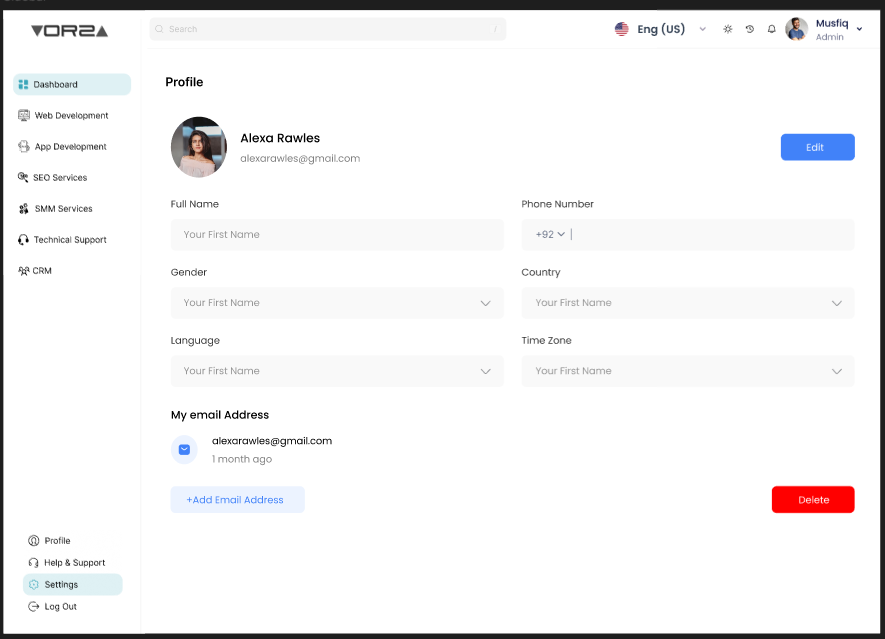 VORZA
Search
/
Eng (US)
Musfiq
Admin
Dashboard
Web Development
App Development
SEO Services
SMM Services
Technical Support
CRM
Profile
Help & Support
Settings
Log Out
Profile
Alexa Rawles
alexarawles@gmail.com
Edit
Full Name
Phone Number
Your First Name
+92
Gender
Country
Your First Name
Your First Name
Language
Time Zone
Your First Name
Your First Name
My email Address
alexarawles@gmail.com
1 month ago
+Add Email Address
Delete